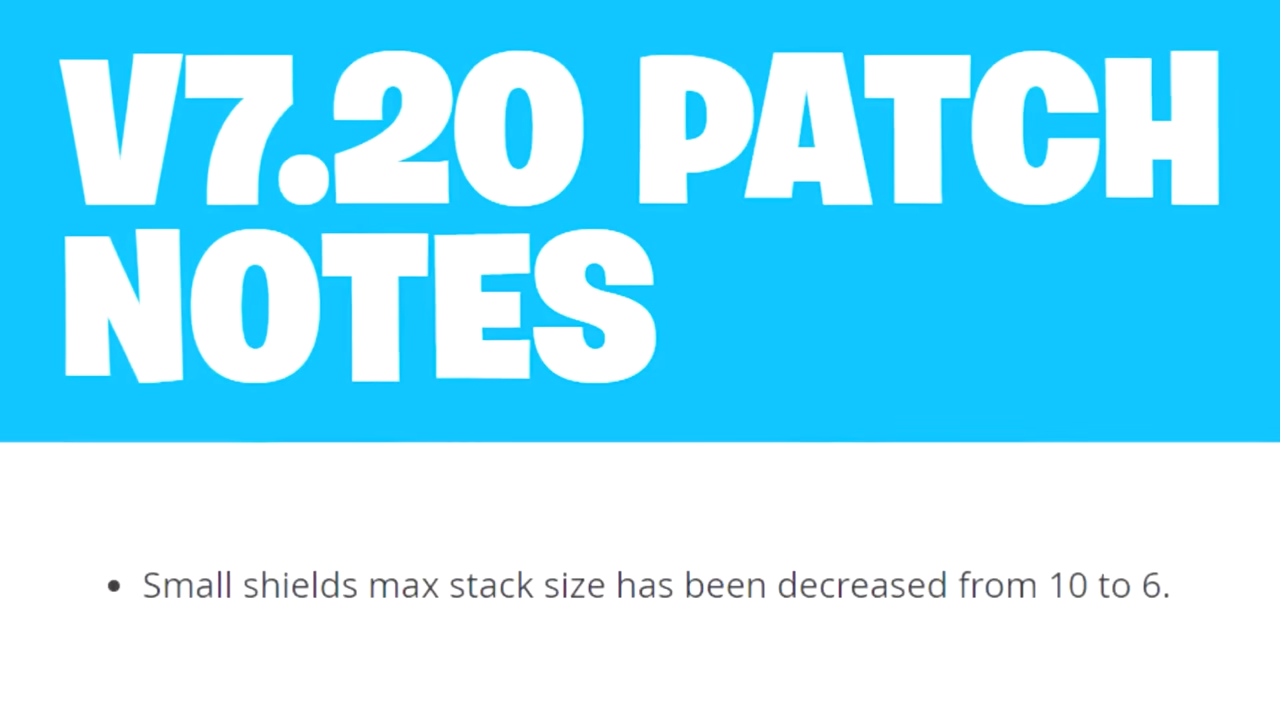 V7.20 PATCH
NOTES
• Small shields max stack size has been decreased from 10 to 6.